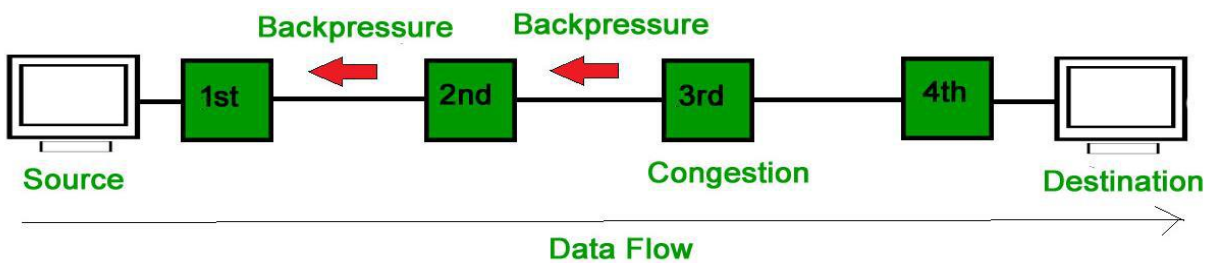 Backpressure
Backpressure
1st
2nd
3rd
4th
Source
Congestion
Destination
Data Flow